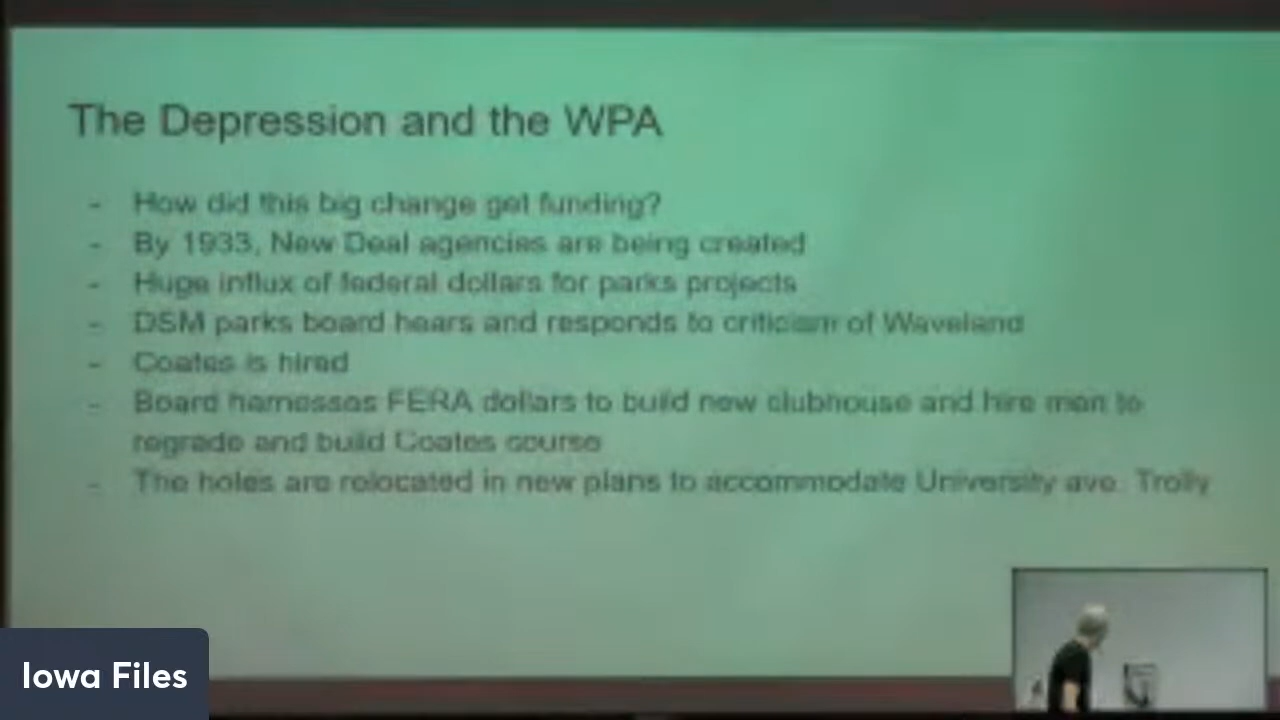 The Depression and the WPA
- How did this big change get funding?
- By 1933, New Deal agencies are being created
- Huge influx of federal dollars for parks projects
- DSM parks board hears and responds to criticism of Waveland
- Coates is hired
- Board harnesses FERA dollars to build new clubhouse and hire men to
regrade and build Coates course
- The holes are relocated in new plans to accommodate University ave. Trolly
Iowa Files